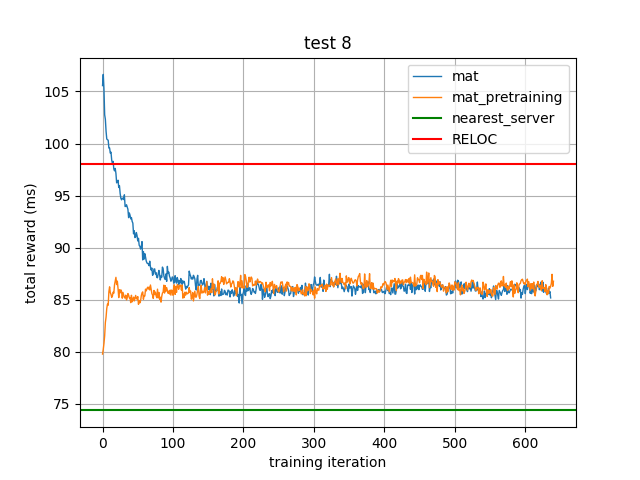 test 8
mat
mat_pretraining
nearest_server
RELOC
total reward (ms)
105
100
95
90
85
80
75
0 100 200 300 400 500 600
training iteration